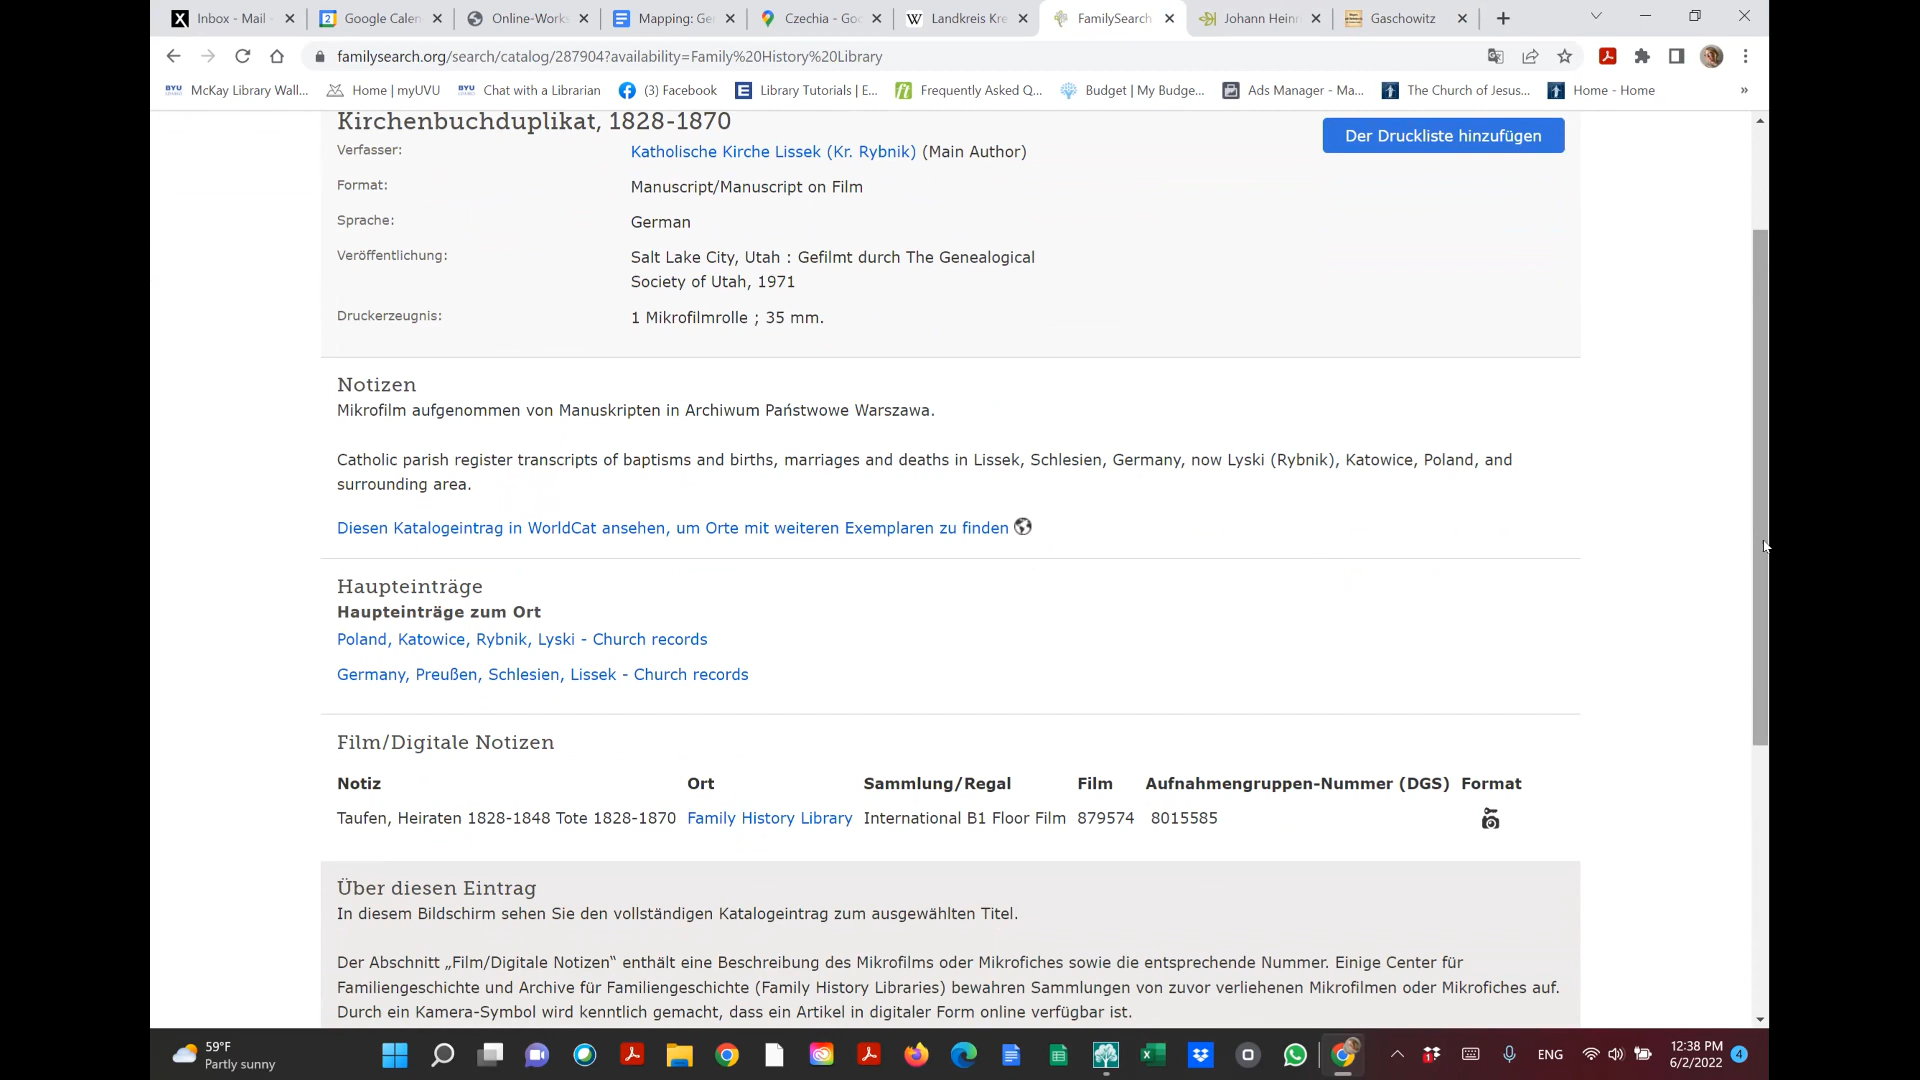 Inbox - Mail
Google Calen
Online-Works
Mapping: Ge
Czechia - Goo
Landkreis Kre
FamilySearch
Johann Heinr
Gaschowitz
familysearch.org/search/catalog/287904?availability=Family%20History%20Library
BYU McKay Library Wall...
Home | myUVU
BYU Chat with a Librarian
(3) Facebook
Library Tutorials | E...
Frequently Asked Q...
Budget | My Budge...
Ads Manager - Ma...
The Church of Jesus...
Home - Home
»
Kirchenbuchduplikat, 1828-1870
Der Druckliste hinzufügen
Verfasser: Katholische Kirche Lissek (Kr. Rybnik) (Main Author)
Format: Manuscript/Manuscript on Film
Sprache: German
Veröffentlichung: Salt Lake City, Utah : Gefilmt durch The Genealogical
Society of Utah, 1971
Druckerzeugnis: 1 Mikrofilmrolle ; 35 mm.
Notizen
Mikrofilm aufgenommen von Manuskripten in Archiwum Państwowe Warszawa.
Catholic parish register transcripts of baptisms and births, marriages and deaths in Lissek, Schlesien, Germany, now Lyski (Rybnik), Katowice, Poland, and
surrounding area.
Diesen Katalogeintrag in WorldCat ansehen, um Orte mit weiteren Exemplaren zu finden
Haupteinträge
Haupteinträge zum Ort
Poland, Katowice, Rybnik, Lyski - Church records
Germany, Preußen, Schlesien, Lissek - Church records
Film/Digitale Notizen
Notiz Ort Sammlung/Regal Film Aufnahmengruppen-Nummer (DGS) Format
Taufen, Heiraten 1828-1848 Tote 1828-1870 Family History Library International B1 Floor Film 879574 8015585
Über diesen Eintrag
In diesem Bildschirm sehen Sie den vollständigen Katalogeintrag zum ausgewählten Titel.
Der Abschnitt „Film/Digitale Notizen“ enthält eine Beschreibung des Mikrofilms oder Mikrofiches sowie die entsprechende Nummer. Einige Center für
Familiengeschichte und Archive für Familiengeschichte (Family History Libraries) bewahren Sammlungen von zuvor verliehenen Mikrofilmen oder Mikrofiches auf.
Durch ein Kamera-Symbol wird kenntlich gemacht, dass ein Artikel in digitaler Form online verfügbar ist.
59°F
Partly sunny
ENG
12:38 PM
6/2/2022
4